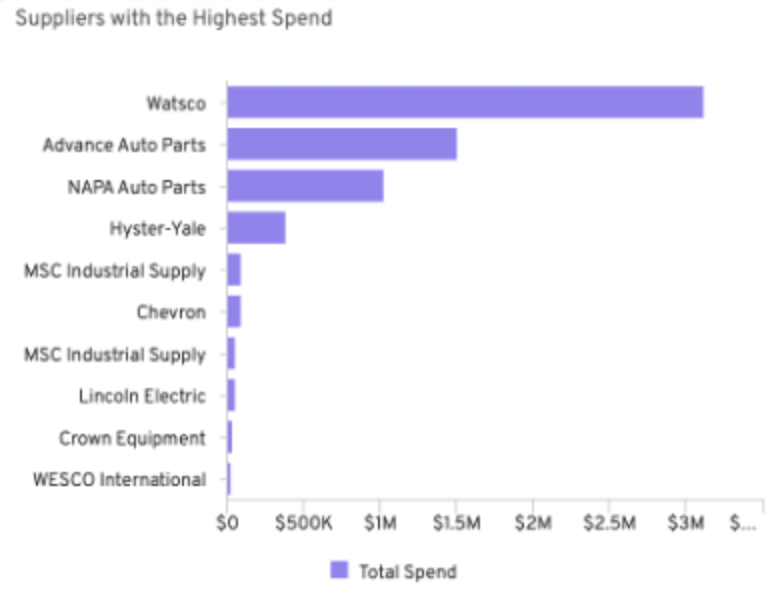 Suppliers with the Highest Spend
Watsco
Advance Auto Parts
NAPA Auto Parts
Hyster-Yale
MSC Industrial Supply
Chevron
MSC Industrial Supply
Lincoln Electric
Crown Equipment
WESCO International
$0 $500K $1M $1.5M $2M $2.5M $3M $...
Total Spend